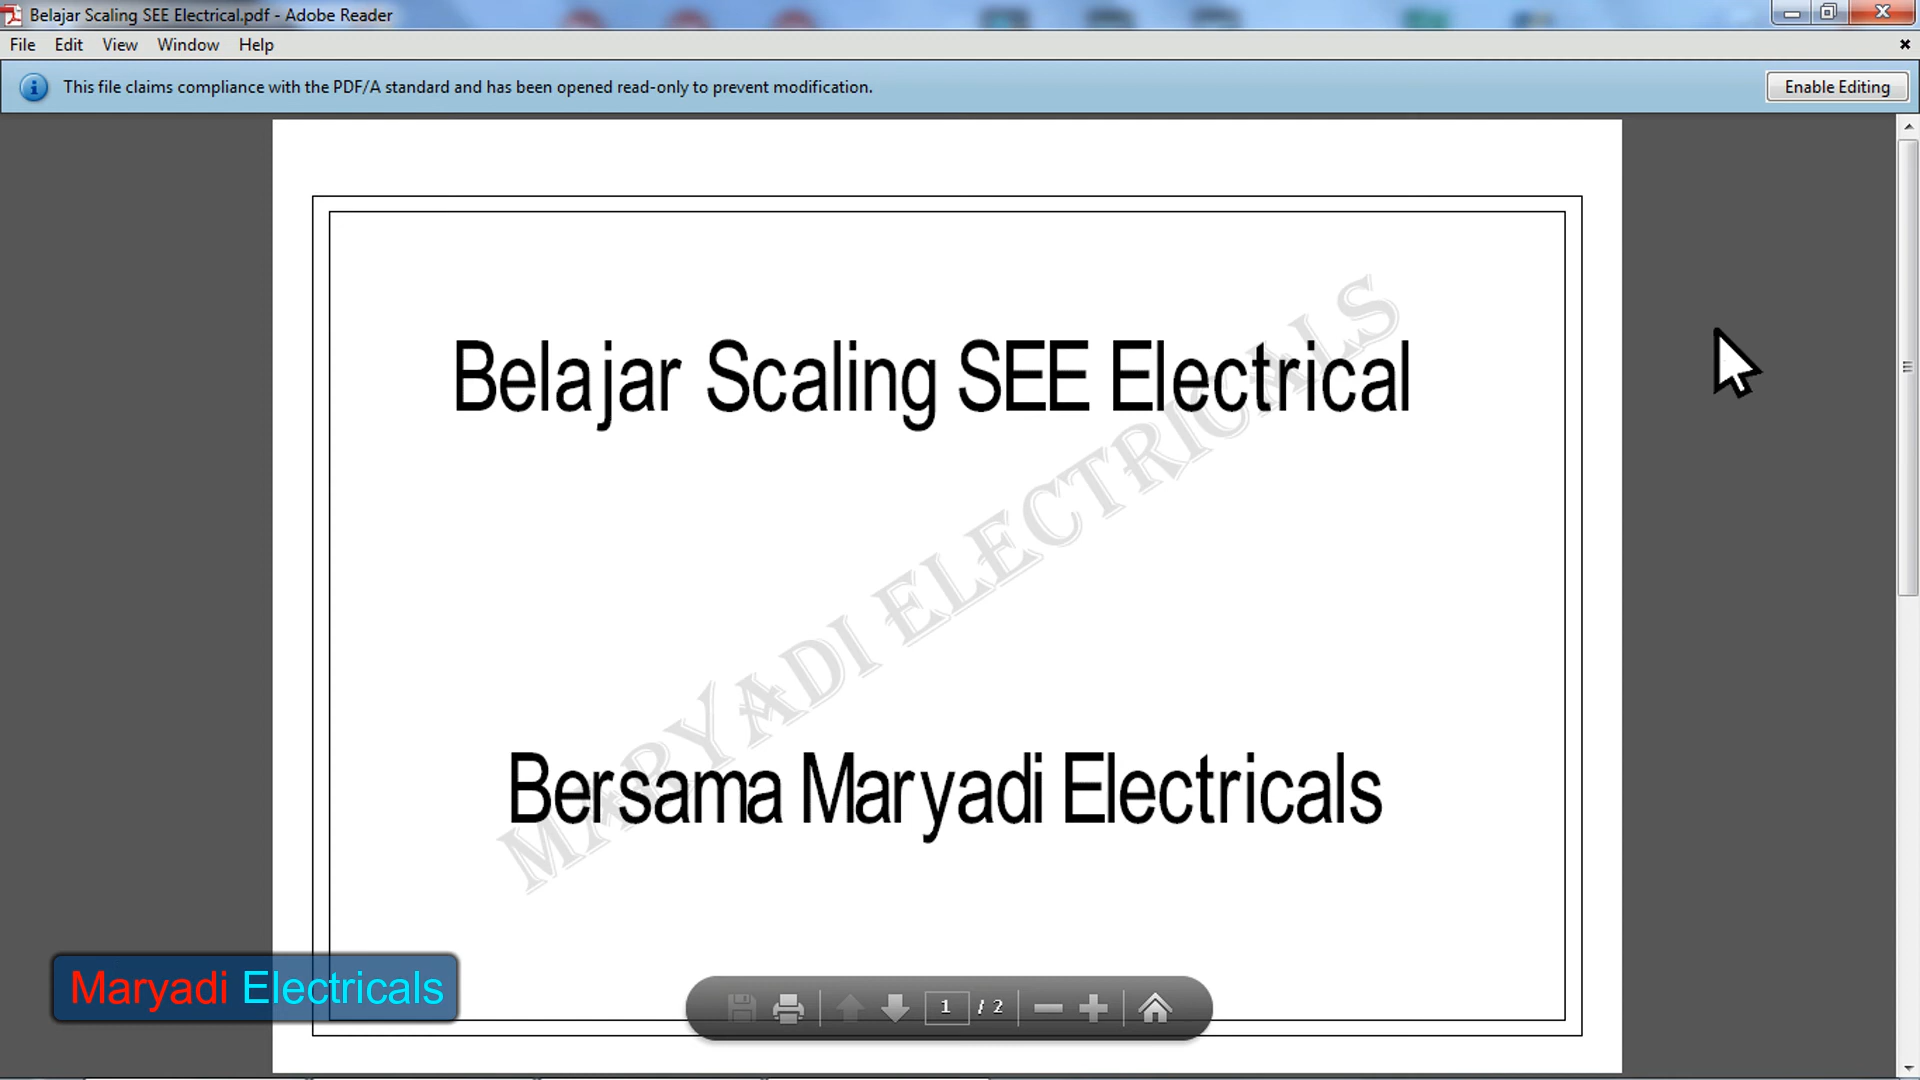 Belajar Scaling SEE Electrical.pdf - Adobe Reader
File Edit View Window Help
This file claims compliance with the PDF/A standard and has been opened read-only to prevent modification.
Enable Editing
Belajar Scaling SEE Electrical
MARYADI ELECTRICALS
Bersama Maryadi Electricals
Maryadi Electricals
1 / 2